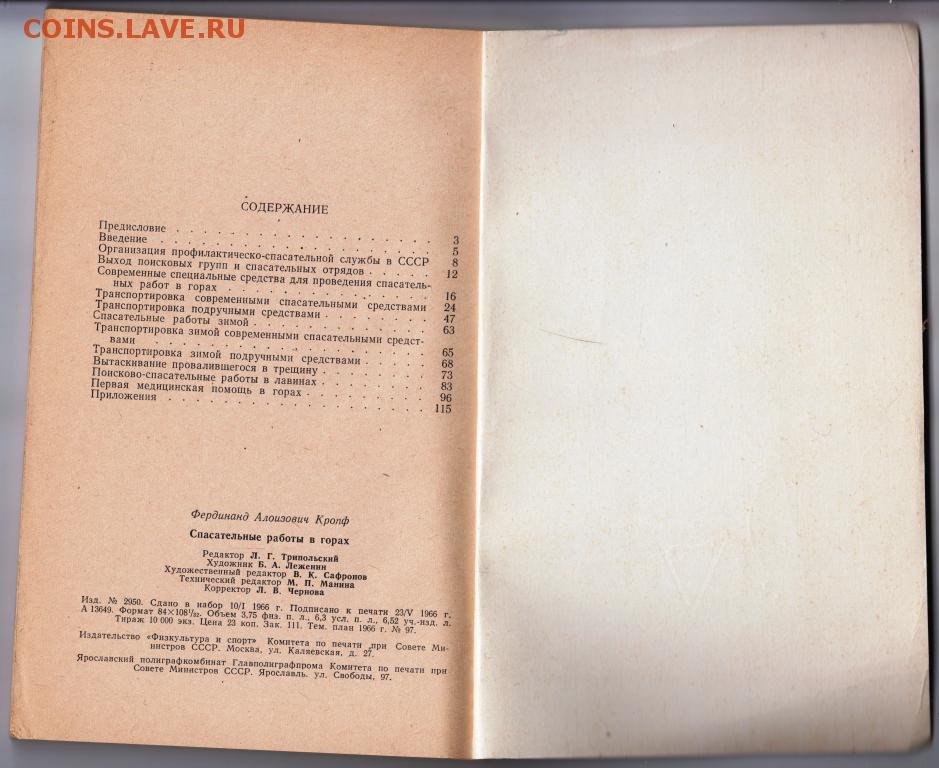 COINS.LAVE.RU
СОДЕРЖАНИЕ
Предисловие . . . . . . . . . . . . . . . . . . 3
Введение . . . . . . . . . . . . . . . . . . . 5
Организация профилактическо-спасательной службы в СССР 8
Выход поисковых групп и спасательных отрядов . . . . . 12
Современные специальные средства для проведения спасатель-
ных работ в горах . . . . . . . . . . . . . . 16
Транспортировка современными спасательными средствами 24
Транспортировка подручными средствами . . . . . . . . 47
Спасательные работы зимой . . . . . . . . . . . . 63
Транспортировка зимой современными спасательными средст-
вами . . . . . . . . . . . . . . . . . . . 65
Транспортировка зимой подручными средствами . . . . . 68
Вытаскивание провалившегося в трещину . . . . . . . . 73
Поисково-спасательные работы в лавинах . . . . . . . . 83
Первая медицинская помощь в горах . . . . . . . . . 96
Приложения . . . . . . . . . . . . . . . . . . 115
Фердинанд Алоизович Кропф
Спасательные работы в горах
Редактор Л. Г. Трипольский
Художник Б. А. Леженин
Художественный редактор В. К. Сафронов
Технический редактор М. П. Манина
Корректор Л. В. Чернова
Изд. № 2950. Сдано в набор 10/I 1966 г. Подписано к печати 23/V 1966 г.
А 13649. Формат 84×108¹/₃₂. Объем 3,75 физ. п. л., 6,3 усл. п. л., 6,52 уч.-изд. л.
Тираж 10 000 экз. Цена 23 коп. Зак. 111. Тем. план 1966 г. № 97.
Издательство «Физкультура и спорт» Комитета по печати при Совете Ми-
нистров СССР. Москва, ул. Каляевская, д. 27.
Ярославский полиграфкомбинат Главполиграфпрома Комитета по печати при
Совете Министров СССР. Ярославль. ул. Свободы, 97.